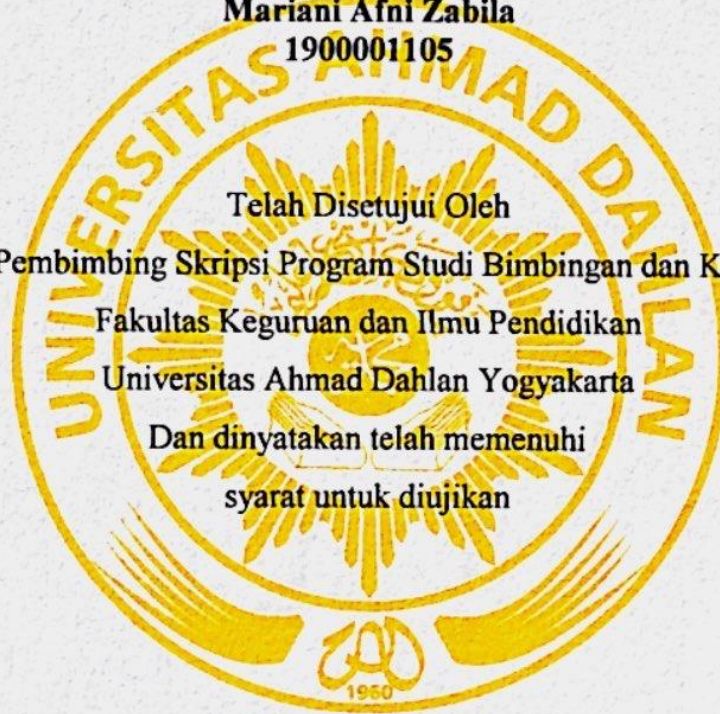 Mariani Afni Zabila
1900001105
UNIVERSITAS AHMAD DAHLAN
Telah Disetujui Oleh
Pembimbing Skripsi Program Studi Bimbingan dan K
Fakultas Keguruan dan Ilmu Pendidikan
Universitas Ahmad Dahlan Yogyakarta
Dan dinyatakan telah memenuhi
syarat untuk diujikan
1960